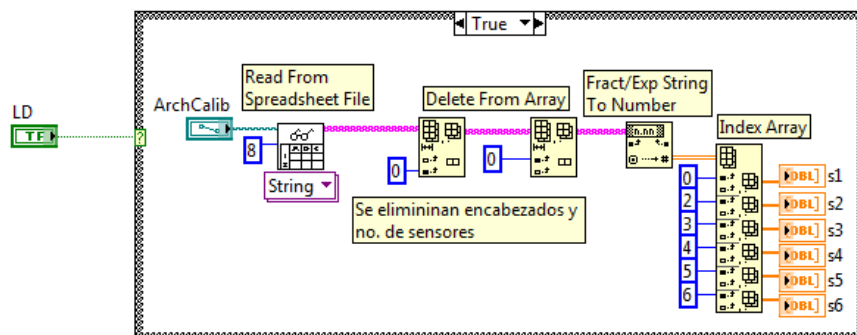 True
Read From
Spreadsheet File
Delete From Array
Fract/Exp String
To Number
Index Array
LD
TF
?
ArchCalib
8
String
0
0
n.nn
0
2
3
4
5
6
DBL
DBL
DBL
DBL
DBL
DBL
s1
s2
s3
s4
s5
s6
Se elimininan encabezados y
no. de sensores